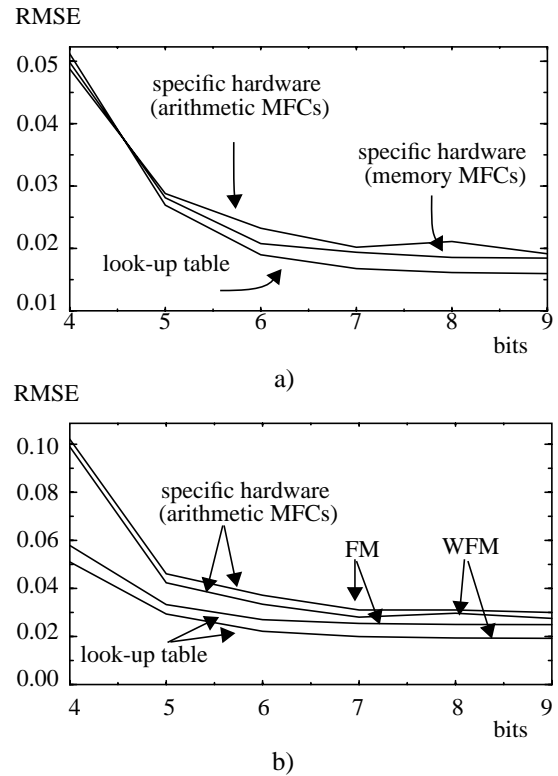 RMSE
0.05
specific hardware
(arithmetic MFCs)
0.04
specific hardware
(memory MFCs)
0.03
0.02
look-up table
0.01
4 5 6 7 8 9
bits
a)
RMSE
0.10
specific hardware
(arithmetic MFCs)
0.08
FM WFM
0.06
0.04
0.02
look-up table
0.00
4 5 6 7 8 9
bits
b)